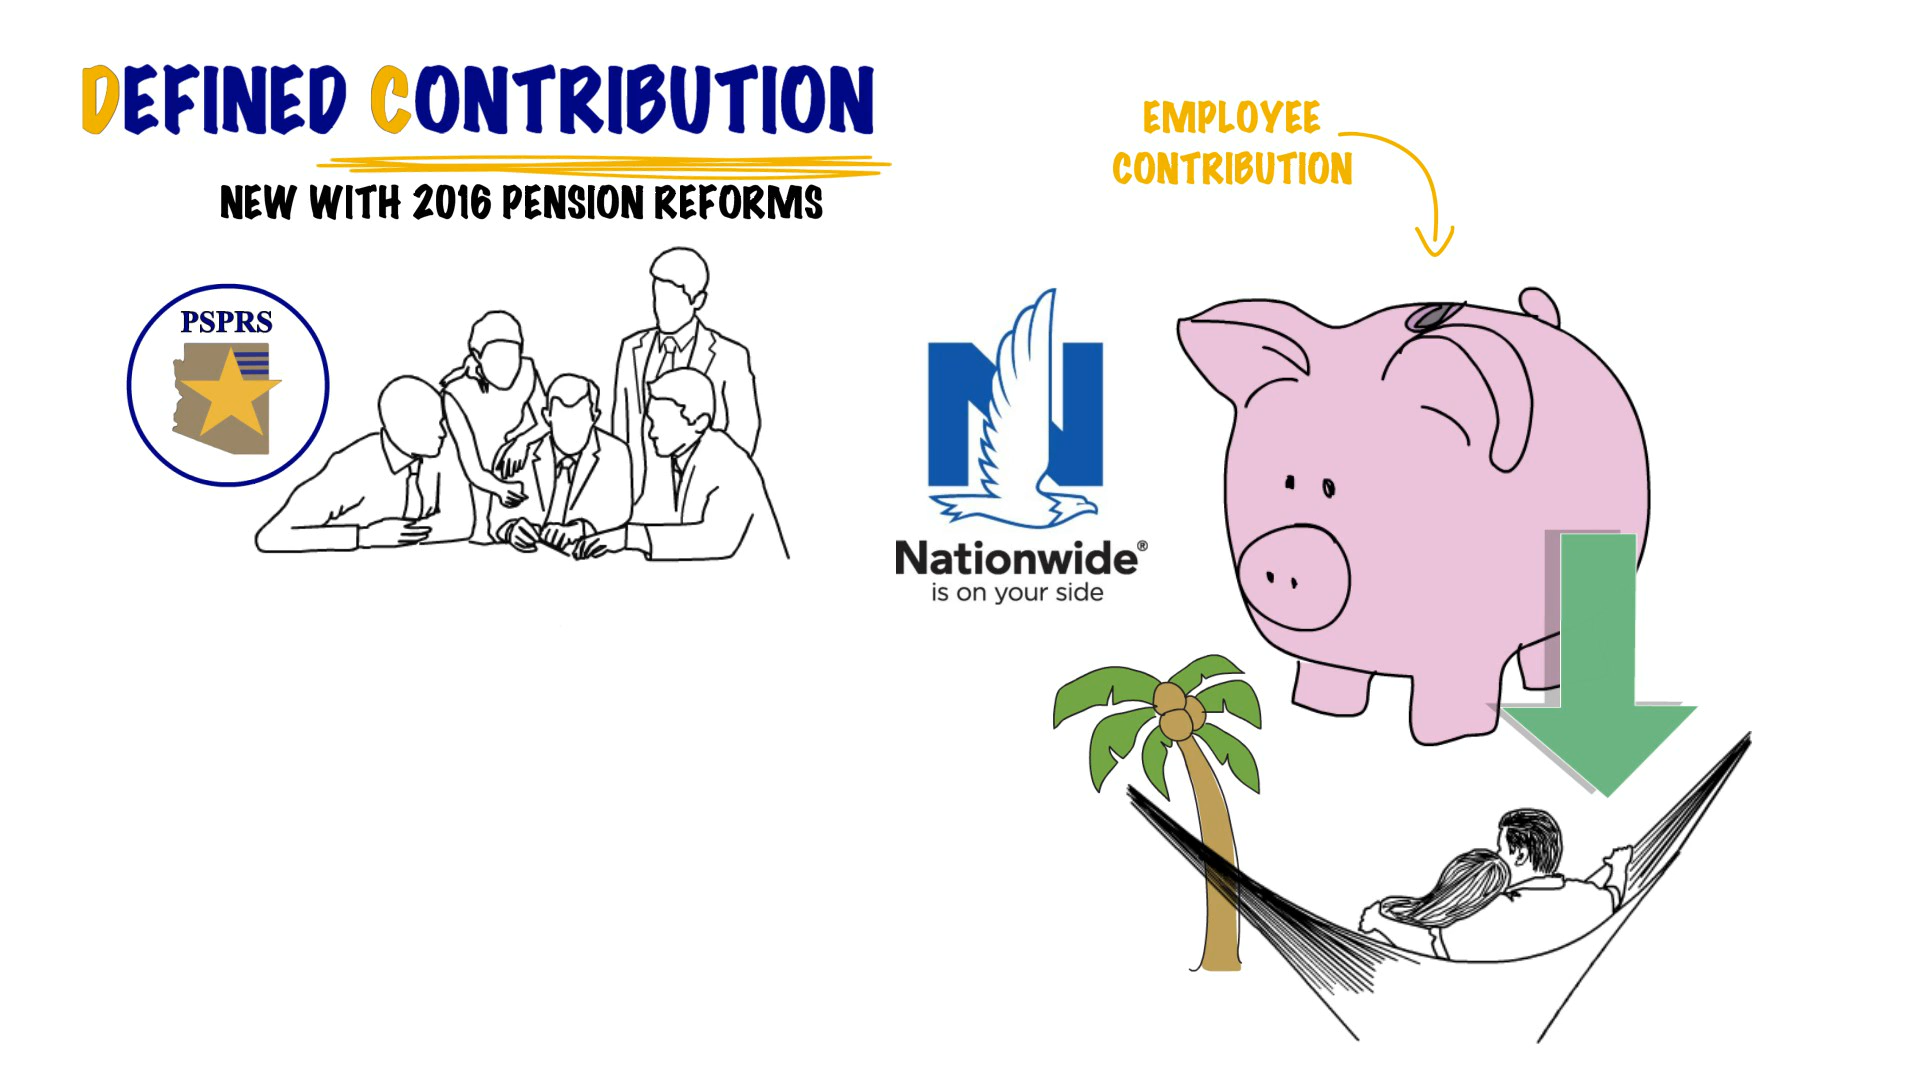 DEFINED CONTRIBUTION
NEW WITH 2016 PENSION REFORMS
PSPRS
Nationwide®
is on your side
EMPLOYEE
CONTRIBUTION